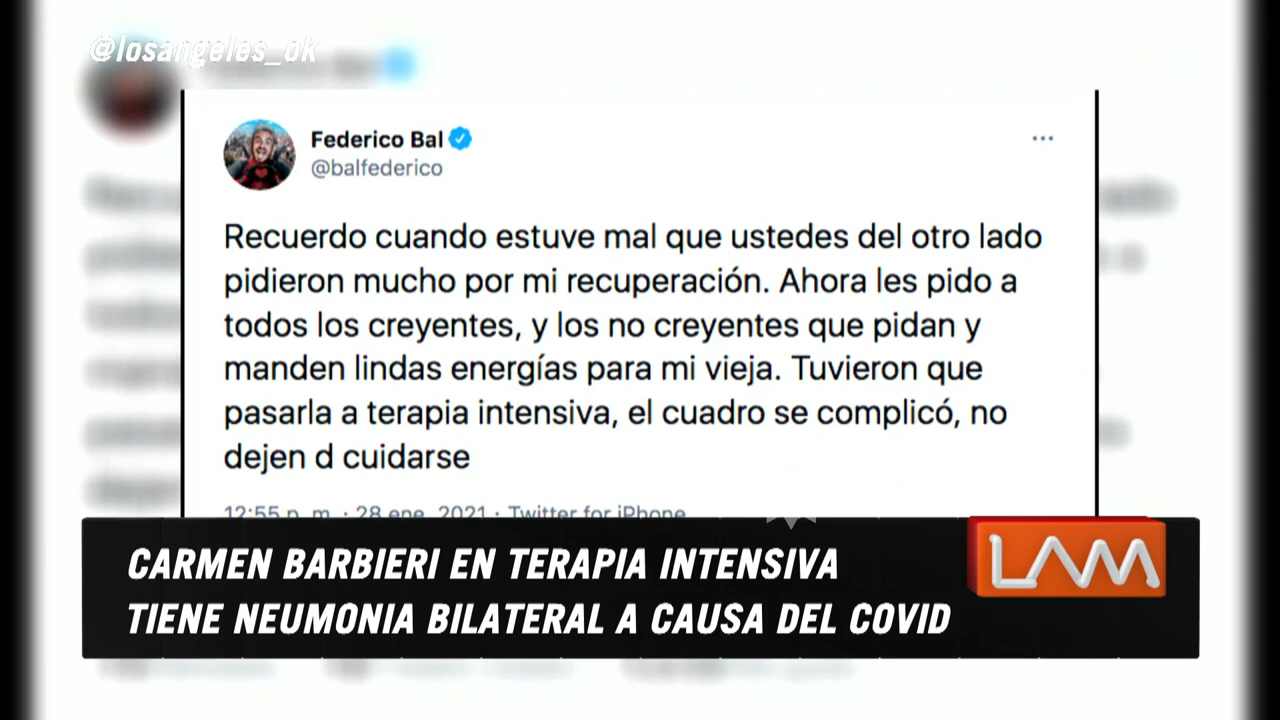 @losangeles_ok
Federico Bal
@balfederico
Recuerdo cuando estuve mal que ustedes del otro lado
pidieron mucho por mi recuperación. Ahora les pido a
todos los creyentes, y los no creyentes que pidan y
manden lindas energías para mi vieja. Tuvieron que
pasarla a terapia intensiva, el cuadro se complicó, no
dejen d cuidarse
12:55 p. m. · 28 ene. 2021 · Twitter for iPhone
CARMEN BARBIERI EN TERAPIA INTENSIVA
TIENE NEUMONIA BILATERAL A CAUSA DEL COVID
LAM